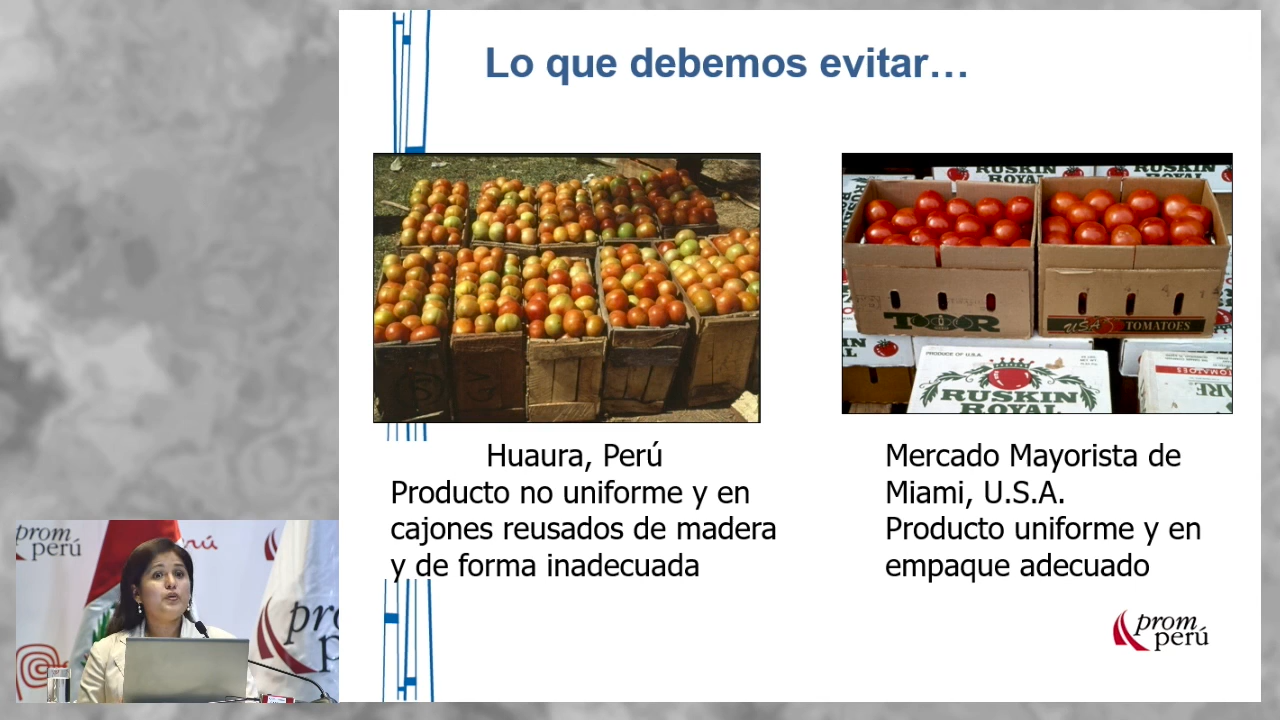 Lo que debemos evitar…
RUSKIN
ROYAL
RUSKIN
ROYAL
USA TOMATOES
PRODUCE OF U.S.A.
RUSKIN
ROYAL
TOMATOES
Huaura, Perú
Producto no uniforme y en
cajones reusados de madera
y de forma inadecuada
Mercado Mayorista de
Miami, U.S.A.
Producto uniforme y en
empaque adecuado
prom
perú
prom
perú